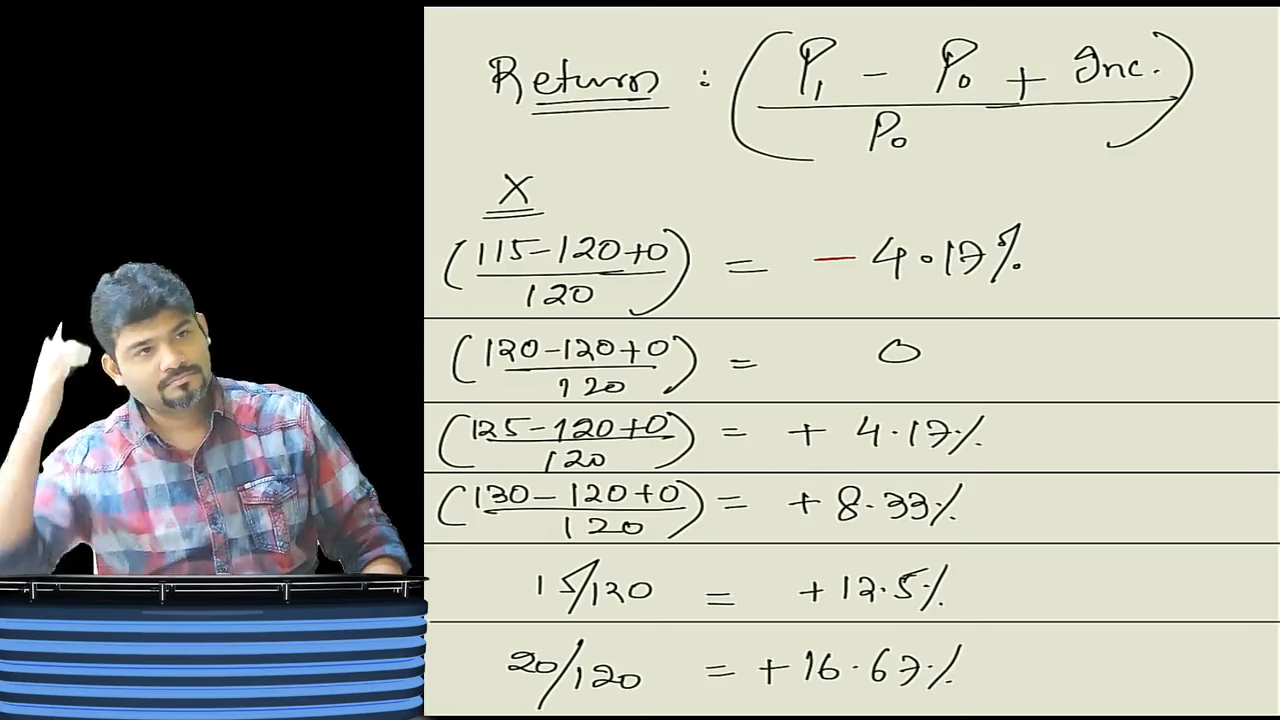 Return : (P₁ - P₀ + Inc.) / P₀
X
(115-120+0 / 120) = - 4.17%
(120-120+0 / 120) = 0
(125-120+0 / 120) = + 4.17%
(130-120+0 / 120) = + 8.33%
15/120 = +12.5%
20/120 = +16.67%